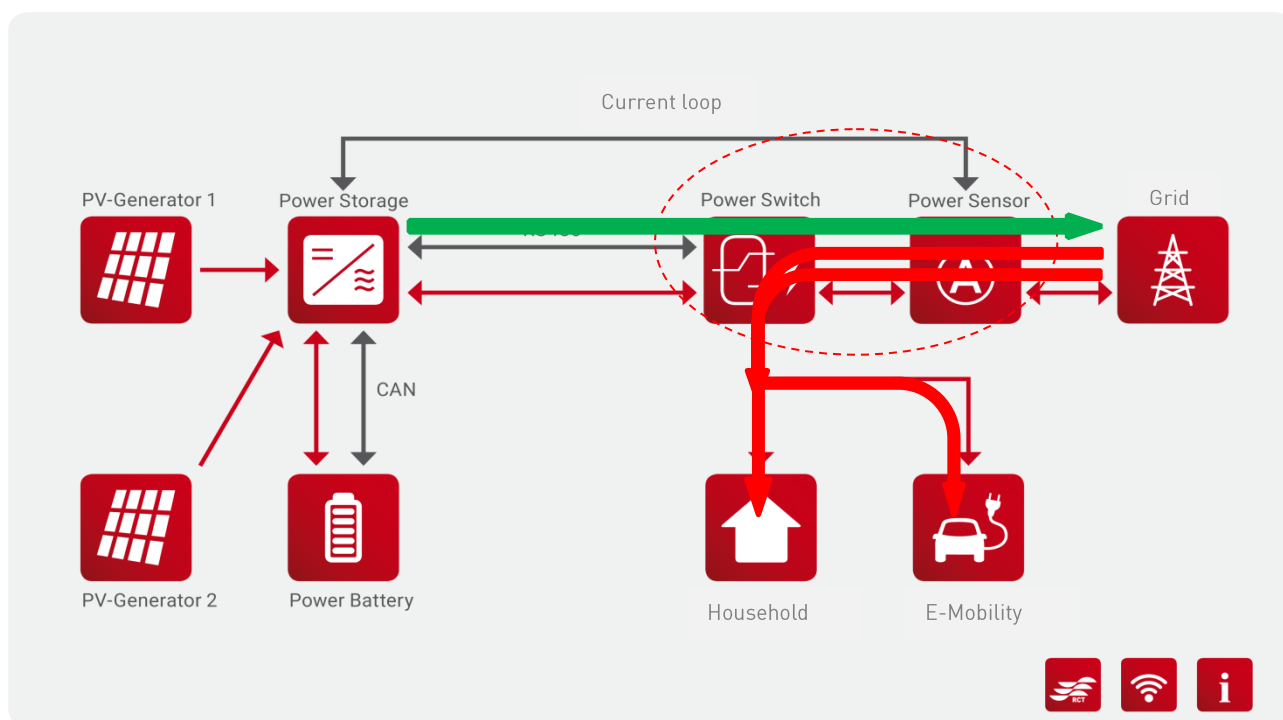 Current loop
PV-Generator 1
Power Storage
Power Switch
Power Sensor
Grid
A
CAN
PV-Generator 2
Power Battery
Household
E-Mobility
RCT
i